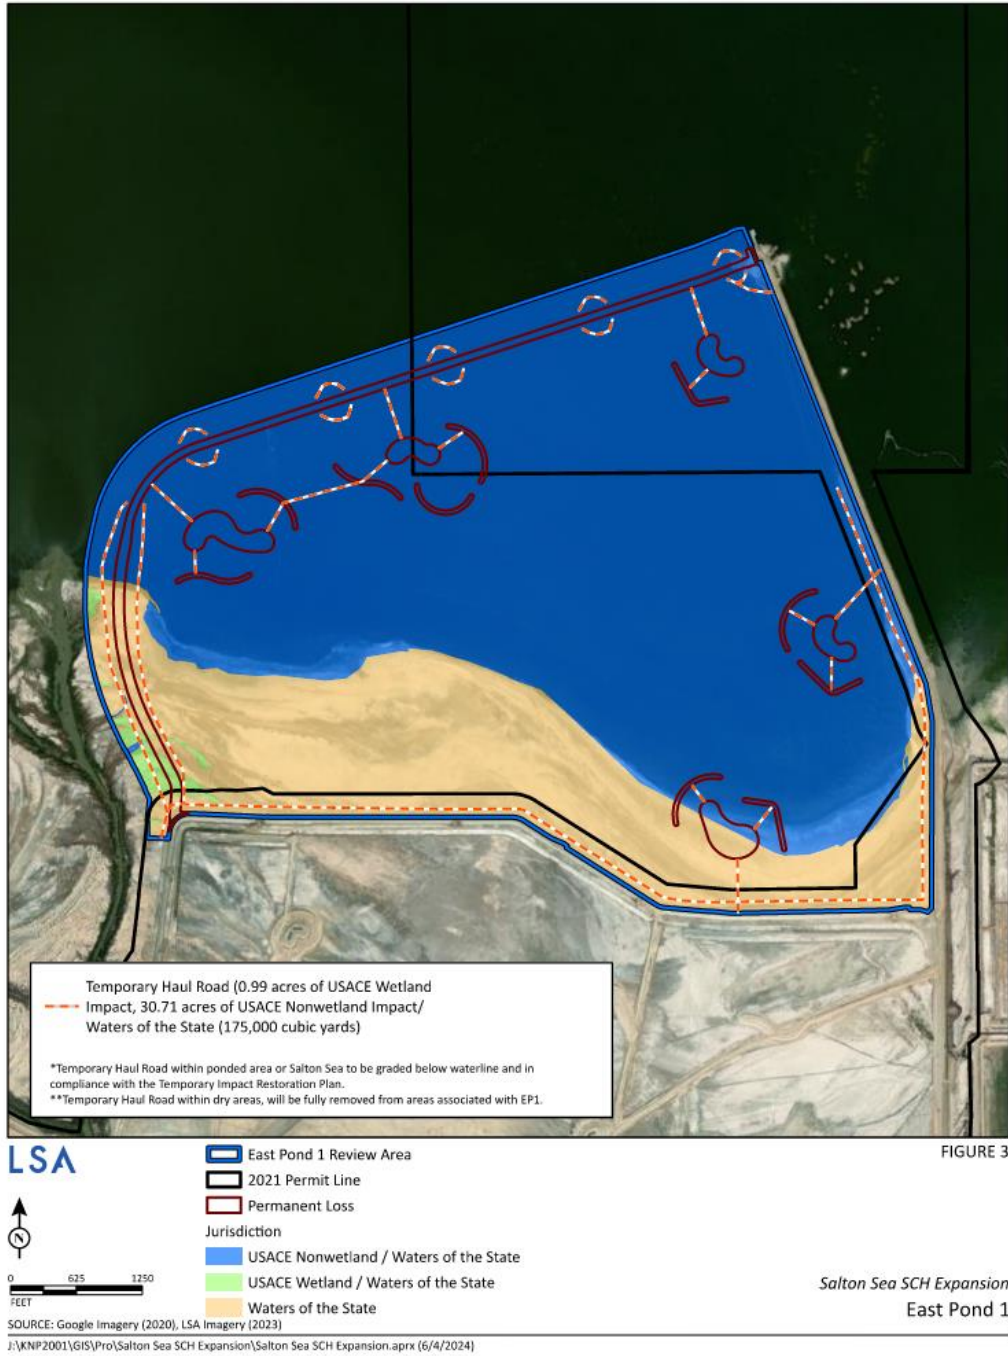 Temporary Haul Road (0.99 acres of USACE Wetland
Impact, 30.71 acres of USACE Nonwetland Impact/
Waters of the State (175,000 cubic yards)
*Temporary Haul Road within ponded area or Salton Sea to be graded below waterline and in
compliance with the Temporary Impact Restoration Plan.
**Temporary Haul Road within dry areas, will be fully removed from areas associated with EP1.
LSA
N
0 625 1250
FEET
East Pond 1 Review Area
2021 Permit Line
Permanent Loss
Jurisdiction
USACE Nonwetland / Waters of the State
USACE Wetland / Waters of the State
Waters of the State
FIGURE 3
Salton Sea SCH Expansion
East Pond 1
SOURCE: Google Imagery (2020), LSA Imagery (2023)
J:\KNP2001\GIS\Pro\Salton Sea SCH Expansion\Salton Sea SCH Expansion.aprx (6/4/2024)